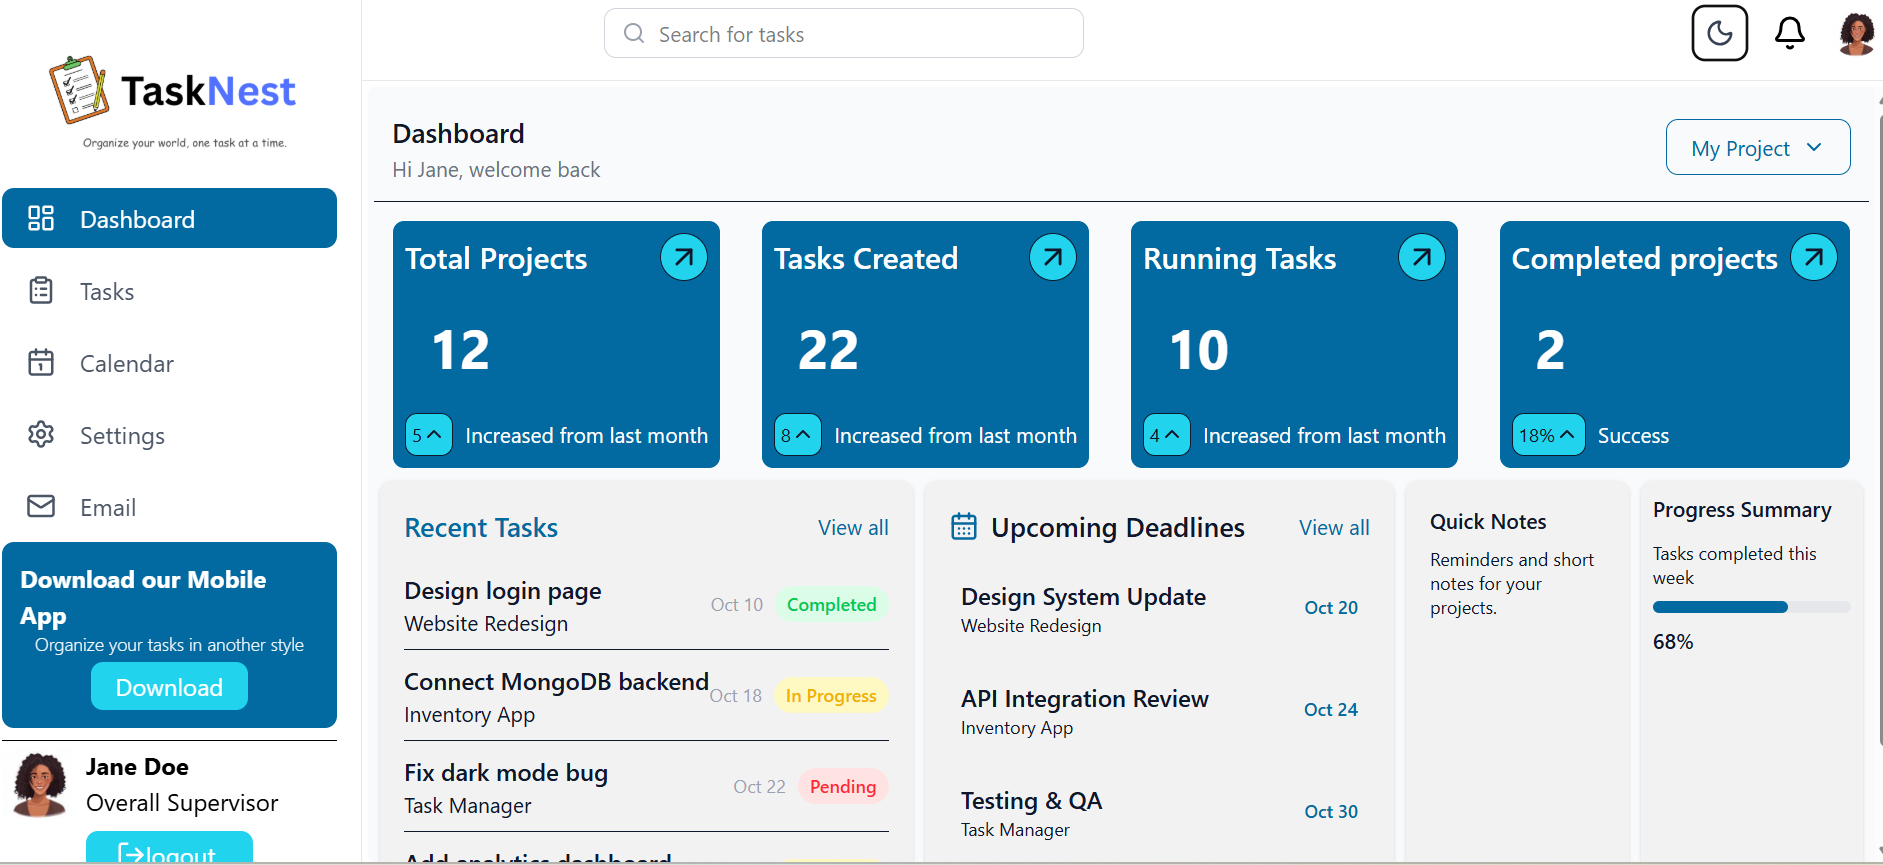 TaskNest
Organize your world, one task at a time.
Dashboard
Tasks
Calendar
Settings
Email
Download our Mobile
App
Organize your tasks in another style
Download
Jane Doe
Overall Supervisor
logout
Search for tasks
Dashboard
Hi Jane, welcome back
My Project
Total Projects
12
5
Increased from last month
Tasks Created
22
8
Increased from last month
Running Tasks
10
4
Increased from last month
Completed projects
2
18%
Success
Recent Tasks
View all
Design login page
Website Redesign
Oct 10
Completed
Connect MongoDB backend
Inventory App
Oct 18
In Progress
Fix dark mode bug
Task Manager
Oct 22
Pending
Add analytics dashboard
Upcoming Deadlines
View all
Design System Update
Website Redesign
Oct 20
API Integration Review
Inventory App
Oct 24
Testing & QA
Task Manager
Oct 30
Quick Notes
Reminders and short
notes for your
projects.
Progress Summary
Tasks completed this
week
68%